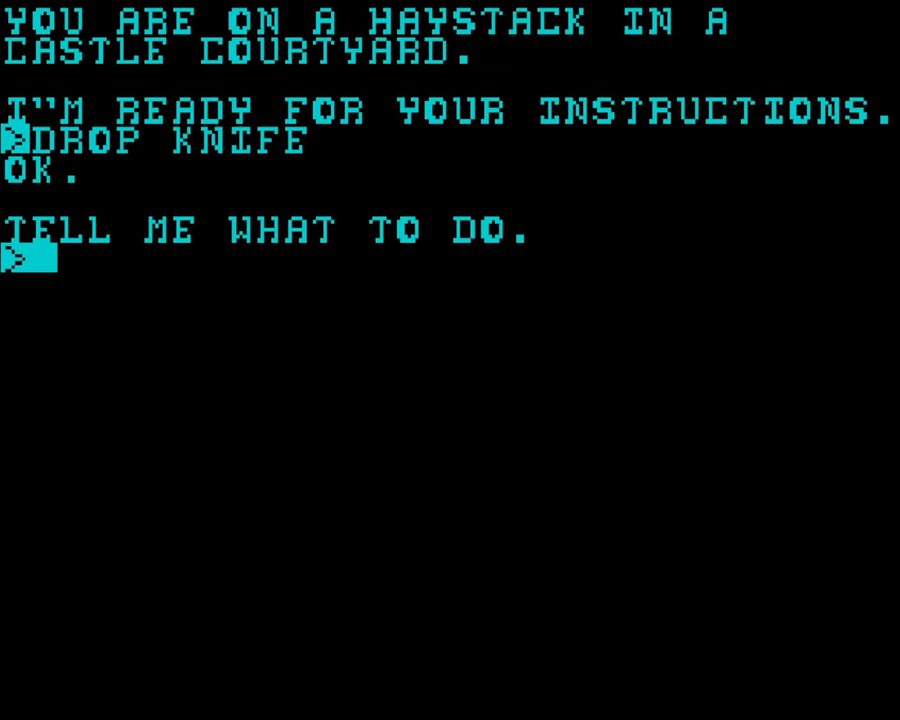 YOU ARE ON A HAYSTACK IN A
CASTLE COURTYARD.
I"M READY FOR YOUR INSTRUCTIONS.
>DROP KNIFE
OK.
TELL ME WHAT TO DO.
>